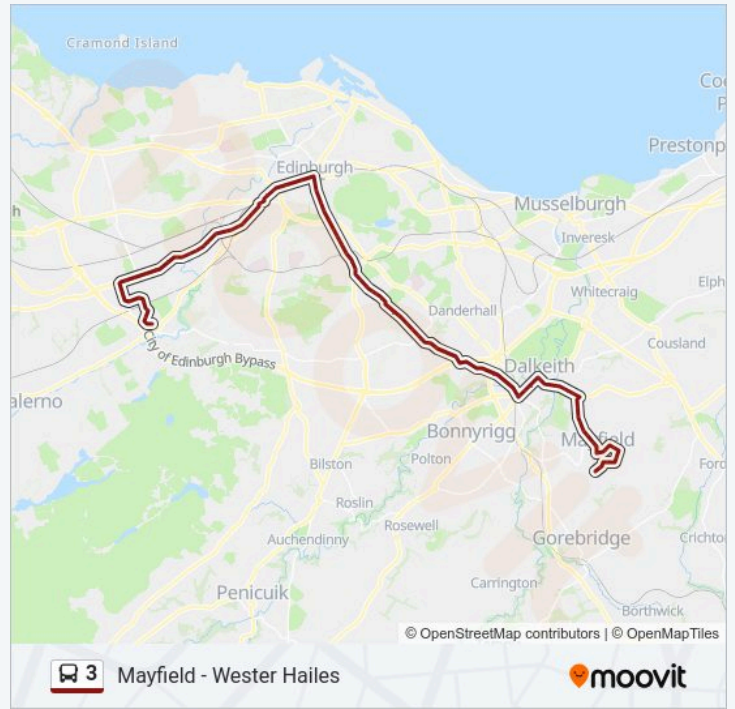 Cramond Island
Coc
P
Edinburgh
Prestonp
Musselburgh
h
Inveresk
Whitecraig
Elph
Danderhall
Cousland
City of Edinburgh Bypass
Dalkeith
alerno
Bonnyrigg
Mayfield
Bilston
Polton
Ford
Roslin
Rosewell
Auchendinny
Gorebridge
Crichto
Carrington
Penicuik
Borthwick
© OpenStreetMap contributors | © OpenMapTiles
3 Mayfield - Wester Hailes
moovit